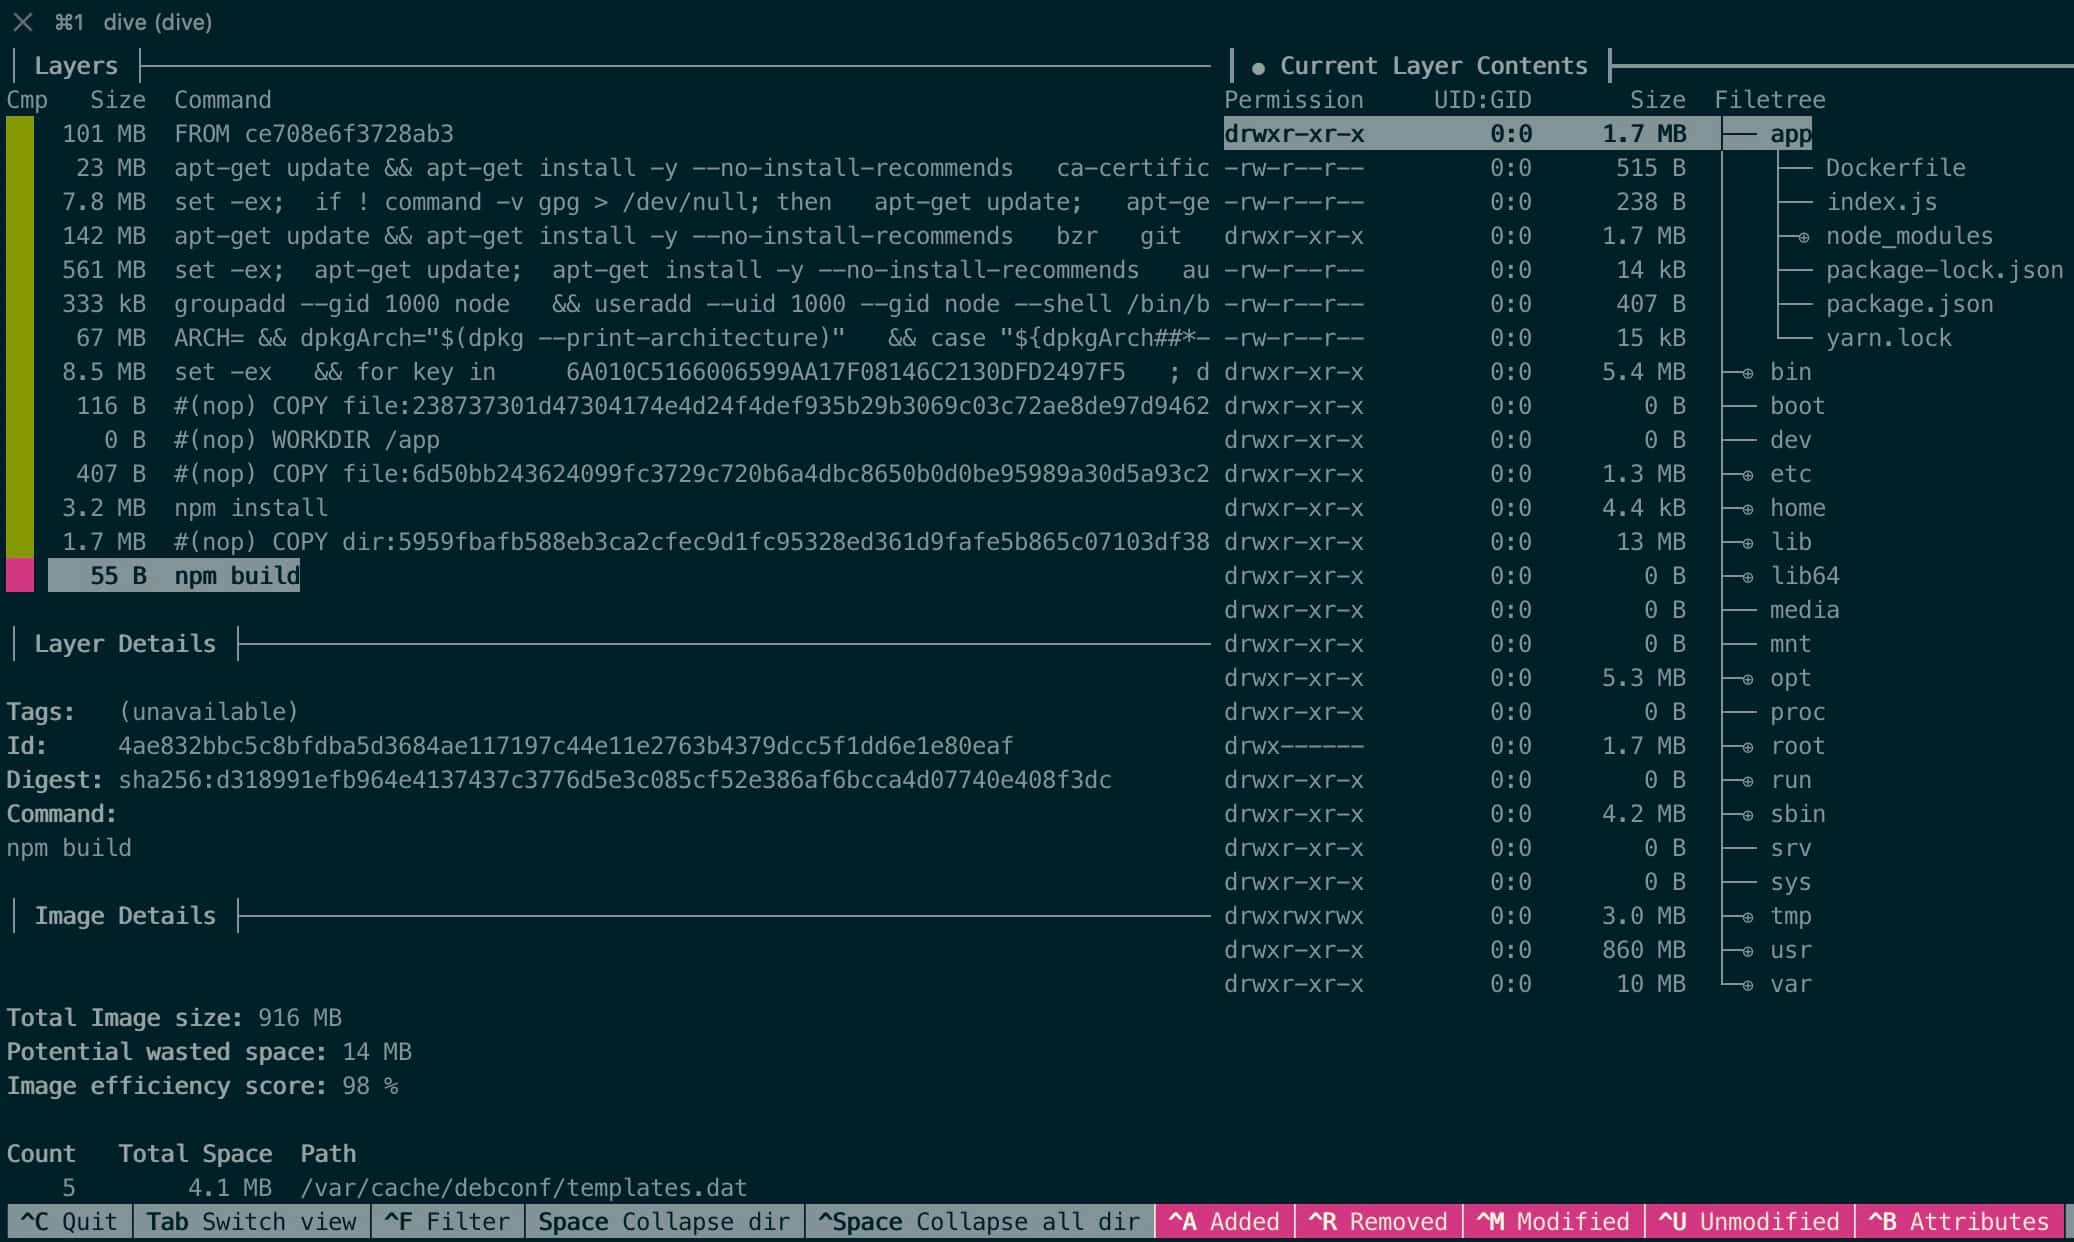 ⌘1 dive (dive)
Layers
Cmp Size Command
101 MB FROM ce708e6f3728ab3
23 MB apt-get update && apt-get install -y --no-install-recommends ca-certific
7.8 MB set -ex; if ! command -v gpg > /dev/null; then apt-get update; apt-ge
142 MB apt-get update && apt-get install -y --no-install-recommends bzr git
561 MB set -ex; apt-get update; apt-get install -y --no-install-recommends au
333 kB groupadd --gid 1000 node && useradd --uid 1000 --gid node --shell /bin/b
67 MB ARCH= && dpkgArch="$(dpkg --print-architecture)" && case "${dpkgArch##*-
8.5 MB set -ex && for key in 6A010C5166006599AA17F08146C2130DFD2497F5 ; d
116 B #(nop) COPY file:238737301d47304174e4d24f4def935b29b3069c03c72ae8de97d9462
0 B #(nop) WORKDIR /app
407 B #(nop) COPY file:6d50bb243624099fc3729c720b6a4dbc8650b0d0be95989a30d5a93c2
3.2 MB npm install
1.7 MB #(nop) COPY dir:5959fbafb588eb3ca2cfec9d1fc95328ed361d9fafe5b865c07103df38
55 B npm build
Layer Details
Tags: (unavailable)
Id: 4ae832bbc5c8bfdba5d3684ae117197c44e11e2763b4379dcc5f1dd6e1e80eaf
Digest: sha256:d318991efb964e4137437c3776d5e3c085cf52e386af6bcca4d07740e408f3dc
Command:
npm build
Image Details
Total Image size: 916 MB
Potential wasted space: 14 MB
Image efficiency score: 98 %
Count Total Space Path
5 4.1 MB /var/cache/debconf/templates.dat
● Current Layer Contents
Permission UID:GID Size Filetree
drwxr-xr-x 0:0 1.7 MB app
-rw-r--r-- 0:0 515 B Dockerfile
-rw-r--r-- 0:0 238 B index.js
drwxr-xr-x 0:0 1.7 MB node_modules
-rw-r--r-- 0:0 14 kB package-lock.json
-rw-r--r-- 0:0 407 B package.json
-rw-r--r-- 0:0 15 kB yarn.lock
drwxr-xr-x 0:0 5.4 MB bin
drwxr-xr-x 0:0 0 B boot
drwxr-xr-x 0:0 0 B dev
drwxr-xr-x 0:0 1.3 MB etc
drwxr-xr-x 0:0 4.4 kB home
drwxr-xr-x 0:0 13 MB lib
drwxr-xr-x 0:0 0 B lib64
drwxr-xr-x 0:0 0 B media
drwxr-xr-x 0:0 0 B mnt
drwxr-xr-x 0:0 5.3 MB opt
drwxr-xr-x 0:0 0 B proc
drwx------ 0:0 1.7 MB root
drwxr-xr-x 0:0 0 B run
drwxr-xr-x 0:0 4.2 MB sbin
drwxr-xr-x 0:0 0 B srv
drwxr-xr-x 0:0 0 B sys
drwxrwxrwx 0:0 3.0 MB tmp
drwxr-xr-x 0:0 860 MB usr
drwxr-xr-x 0:0 10 MB var
^C Quit Tab Switch view ^F Filter Space Collapse dir ^Space Collapse all dir ^A Added ^R Removed ^M Modified ^U Unmodified ^B Attributes